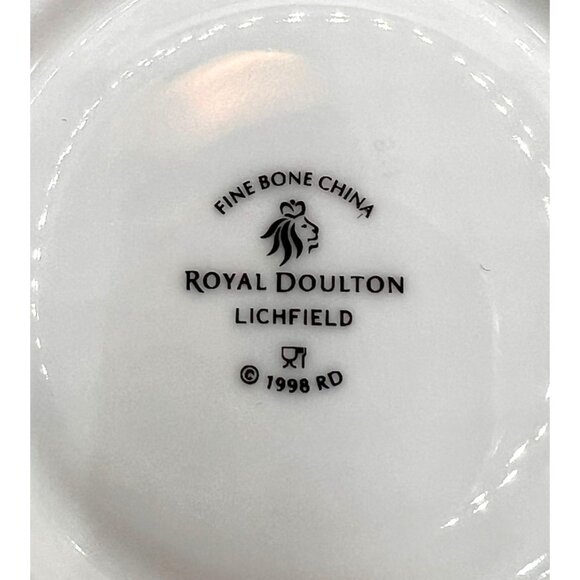 FINE BONE CHINA
ROYAL DOULTON
LICHFIELD
© 1998 RD